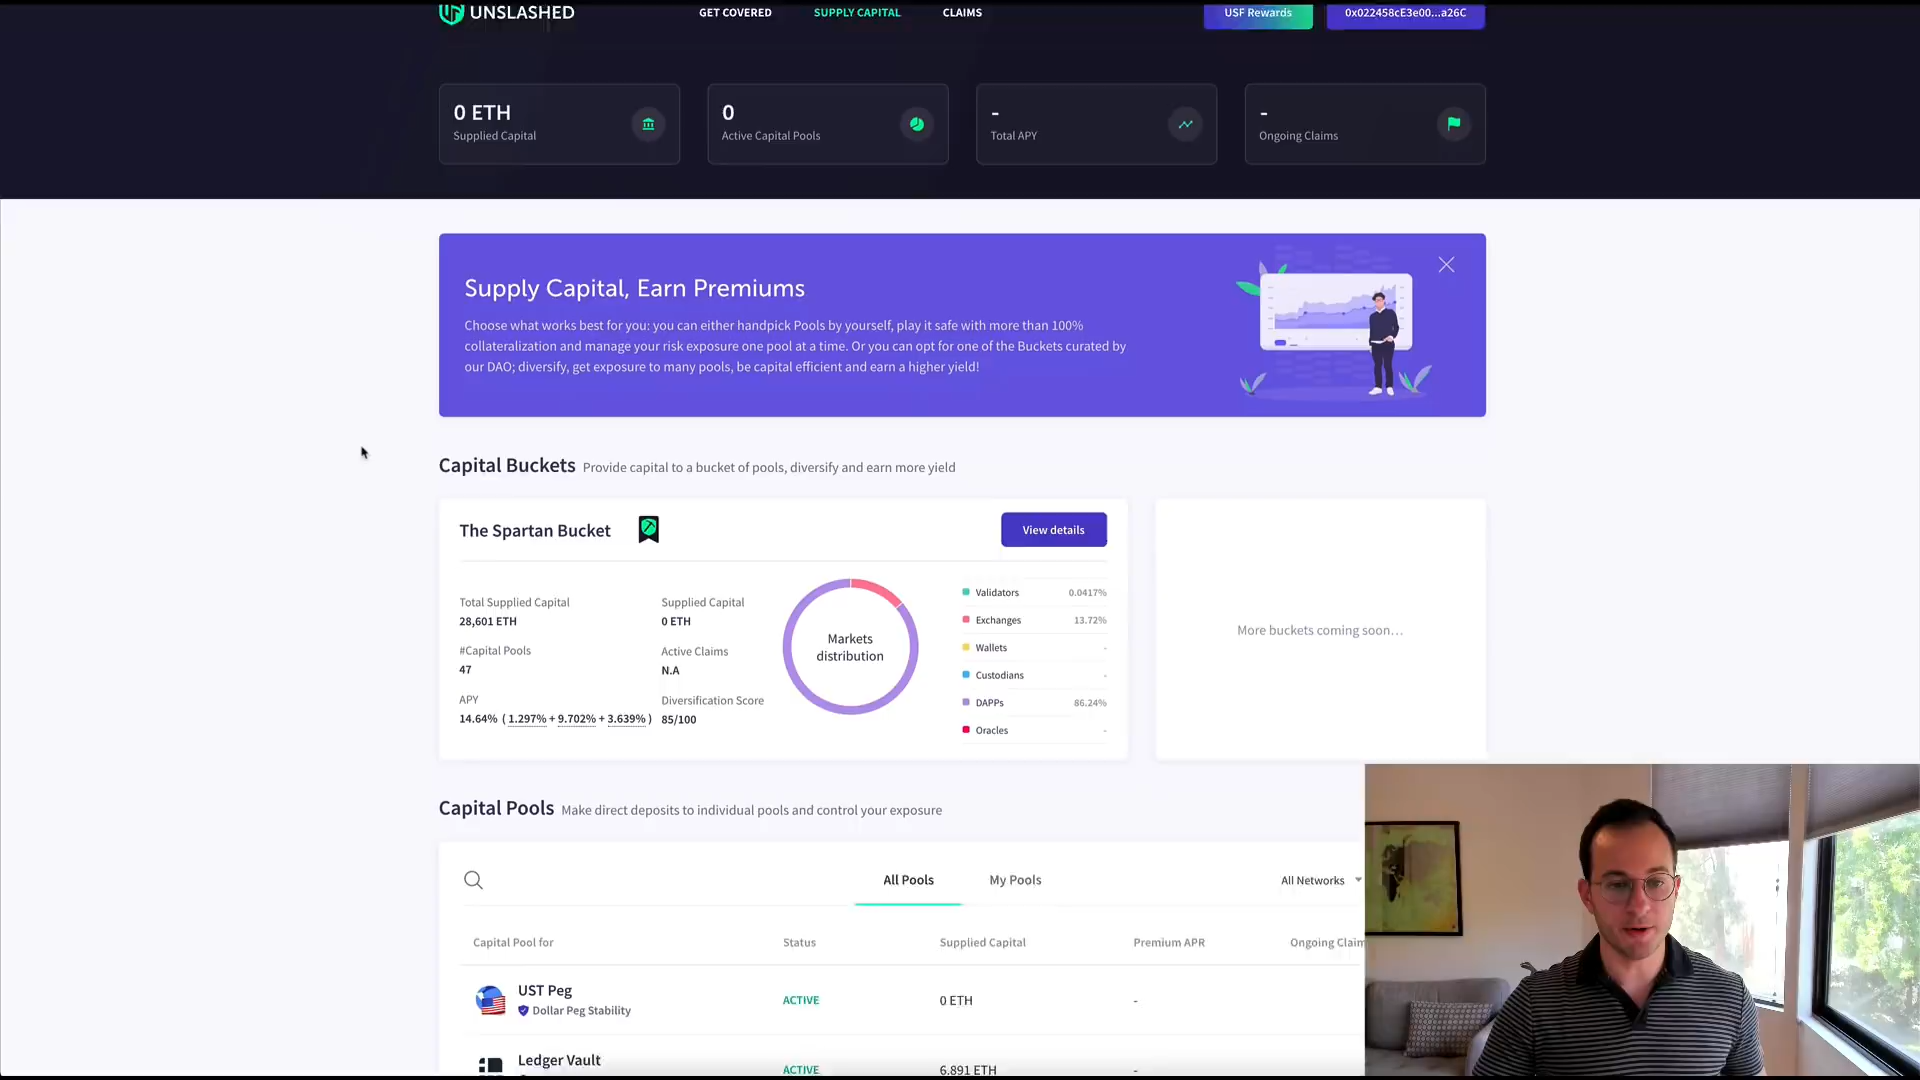 UNSLASHED
GET COVERED
SUPPLY CAPITAL
CLAIMS
USF Rewards
0x022458cE3e00...a26C
0 ETH
Supplied Capital
0
Active Capital Pools
-
Total APY
-
Ongoing Claims
Supply Capital, Earn Premiums
Choose what works best for you: you can either handpick Pools by yourself, play it safe with more than 100%
collateralization and manage your risk exposure one pool at a time. Or you can opt for one of the Buckets curated by
our DAO; diversify, get exposure to many pools, be capital efficient and earn a higher yield!
Capital Buckets Provide capital to a bucket of pools, diversify and earn more yield
The Spartan Bucket
View details
Total Supplied Capital
28,601 ETH
#Capital Pools
47
APY
14.64% ( 1.297% + 9.702% + 3.639% )
Supplied Capital
0 ETH
Active Claims
N.A
Diversification Score
85/100
Markets
distribution
Validators 0.0417%
Exchanges 13.72%
Wallets -
Custodians -
DAPPs 86.24%
Oracles -
More buckets coming soon...
Capital Pools Make direct deposits to individual pools and control your exposure
All Pools
My Pools
All Networks
Capital Pool for Status Supplied Capital Premium APR Ongoing Claim
UST Peg
Dollar Peg Stability
ACTIVE
0 ETH
-
Ledger Vault
ACTIVE
6.891 ETH
-